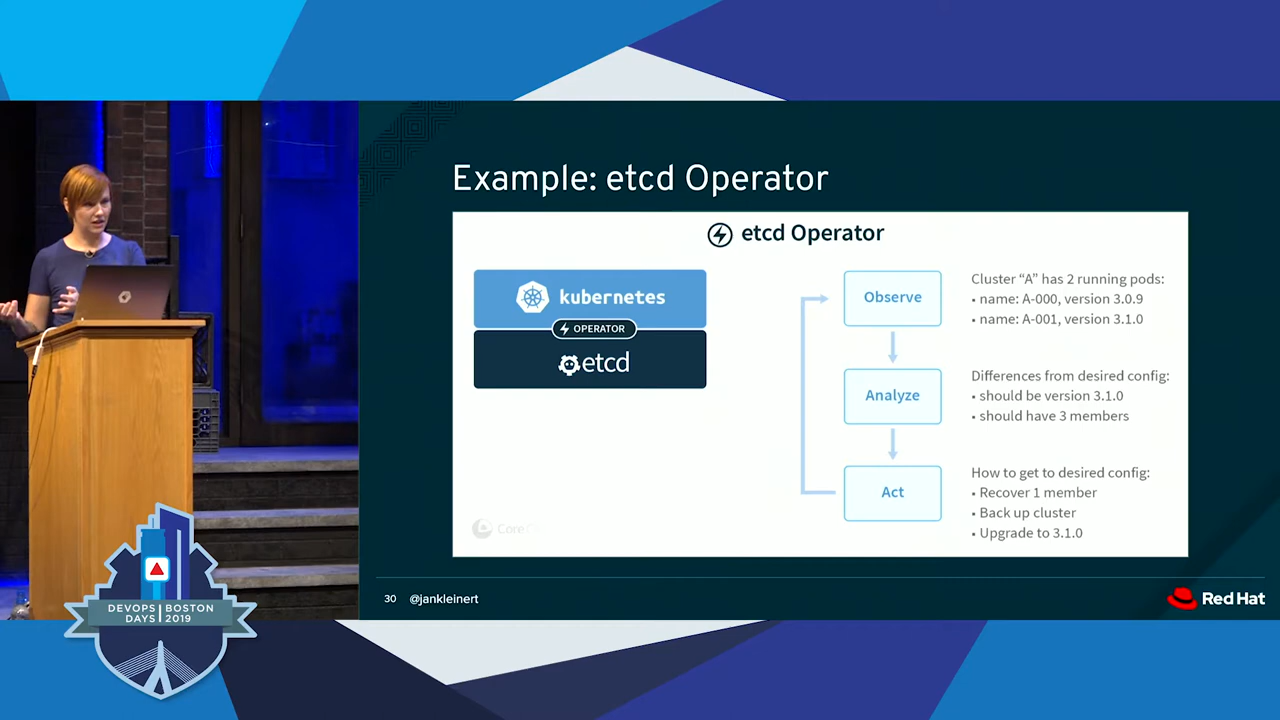 Example: etcd Operator
etcd Operator
kubernetes
OPERATOR
etcd
Observe
Analyze
Act
Cluster “A” has 2 running pods:
• name: A-000, version 3.0.9
• name: A-001, version 3.1.0
Differences from desired config:
• should be version 3.1.0
• should have 3 members
How to get to desired config:
• Recover 1 member
• Back up cluster
• Upgrade to 3.1.0
30 @jankleinert
Red Hat
DEVOPS BOSTON
DAYS 2019